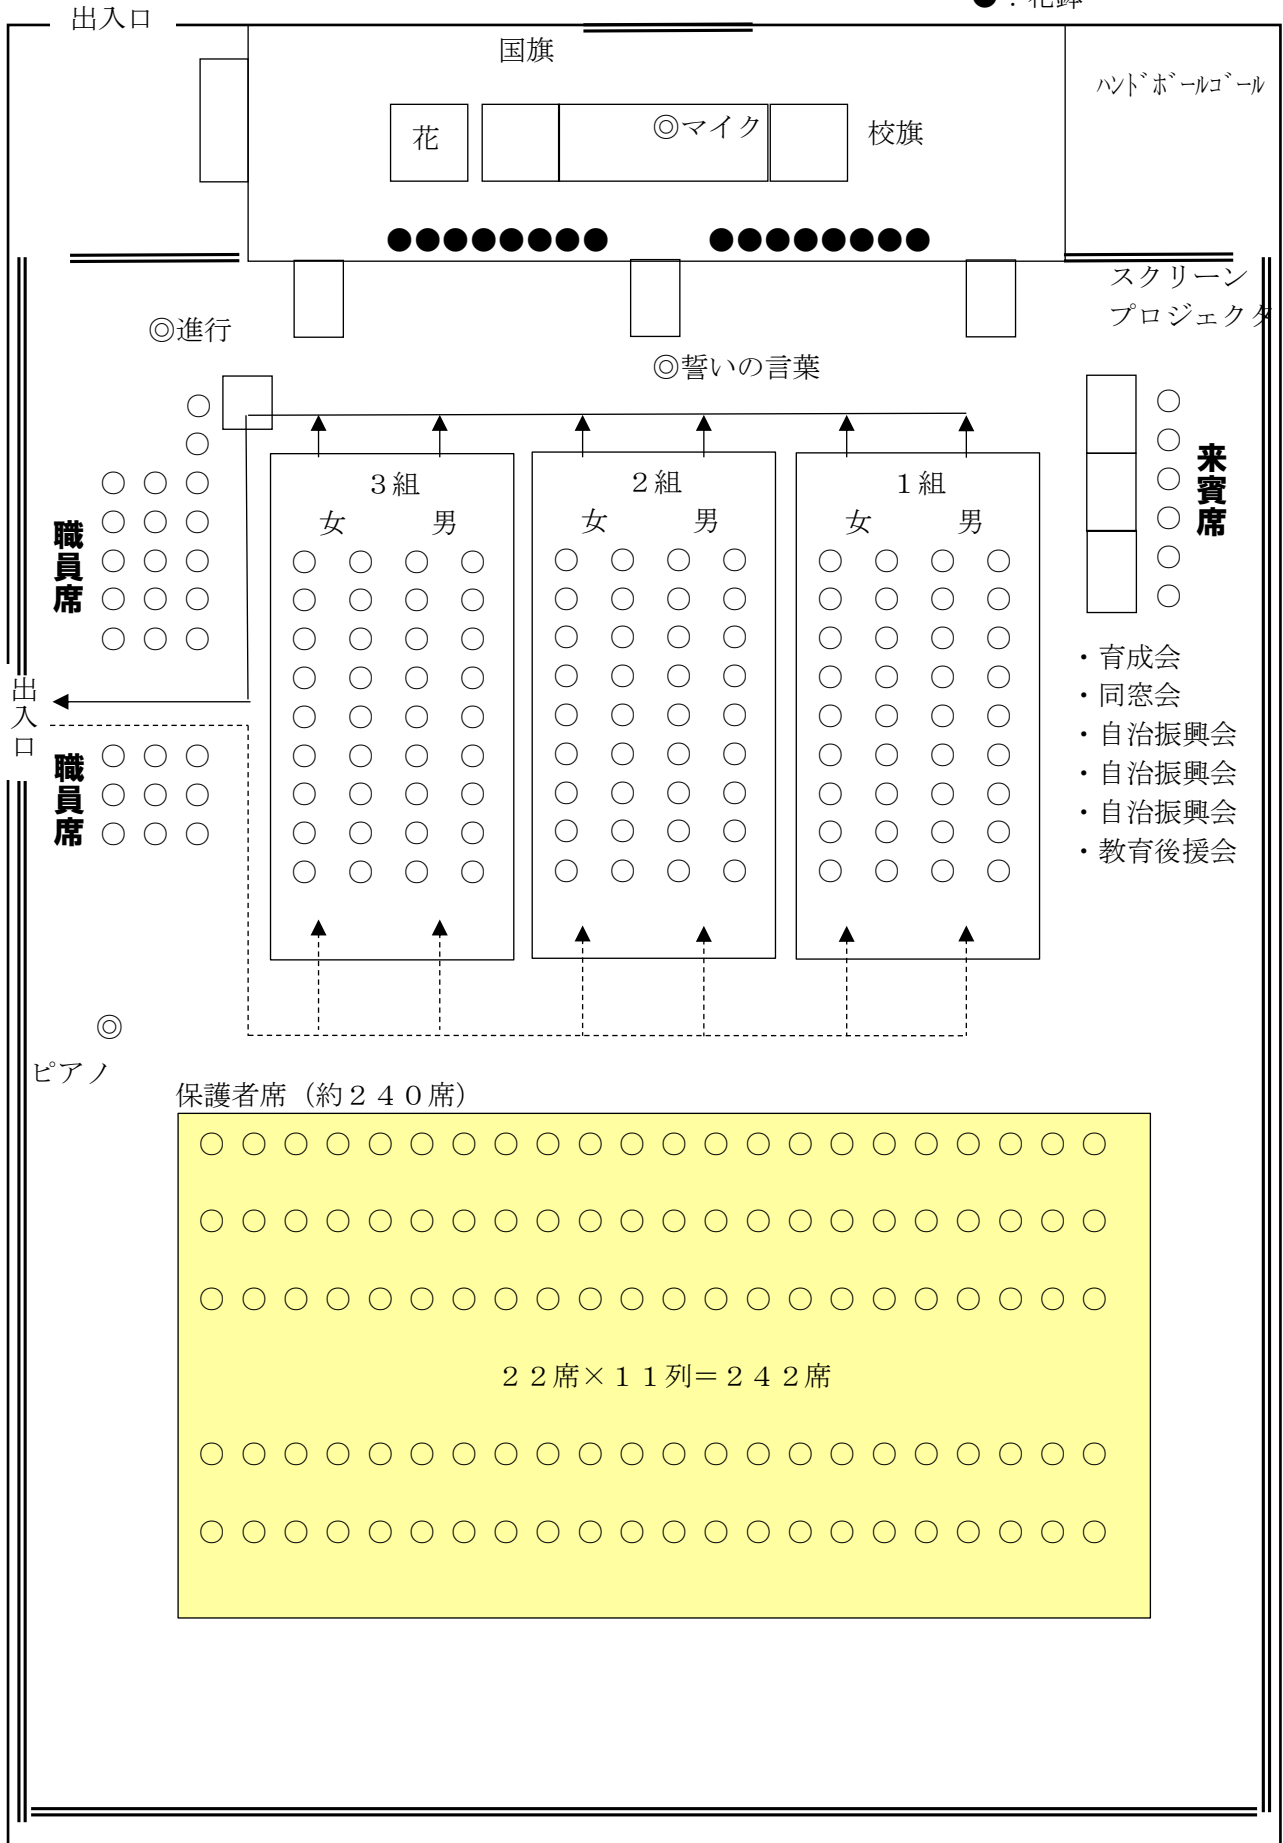 ●：花鉢
出入口
国旗
ﾊﾝﾄﾞﾎﾞｰﾙｺﾞｰﾙ
花
◎マイク
校旗
スクリーン
プロジェクタ
◎進行
◎誓いの言葉
来賓席
３組
２組
１組
女　男
女　男
女　男
職員席
・育成会
・同窓会
・自治振興会
・自治振興会
・自治振興会
・教育後援会
出入口
職員席
◎
ピアノ
保護者席（約２４０席）
２２席×１１列＝２４２席